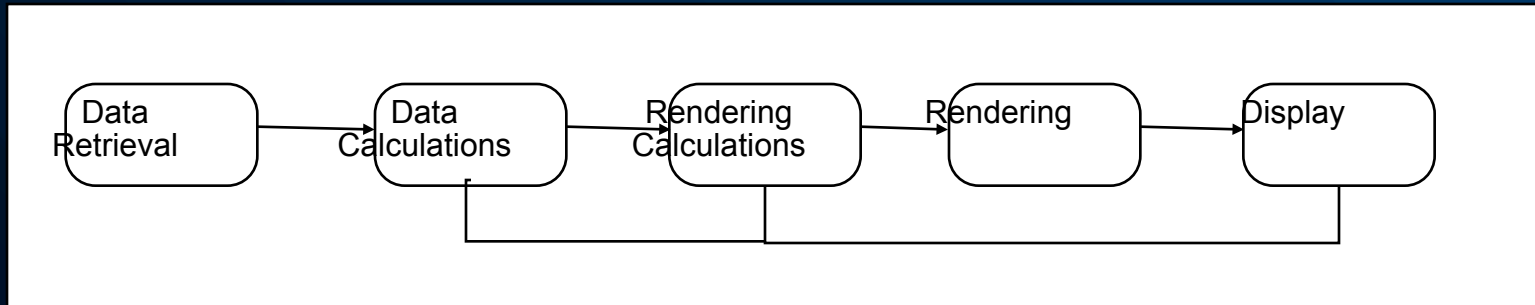 Data
Retrieval
Data
Calculations
Rendering
Calculations
Rendering
Display